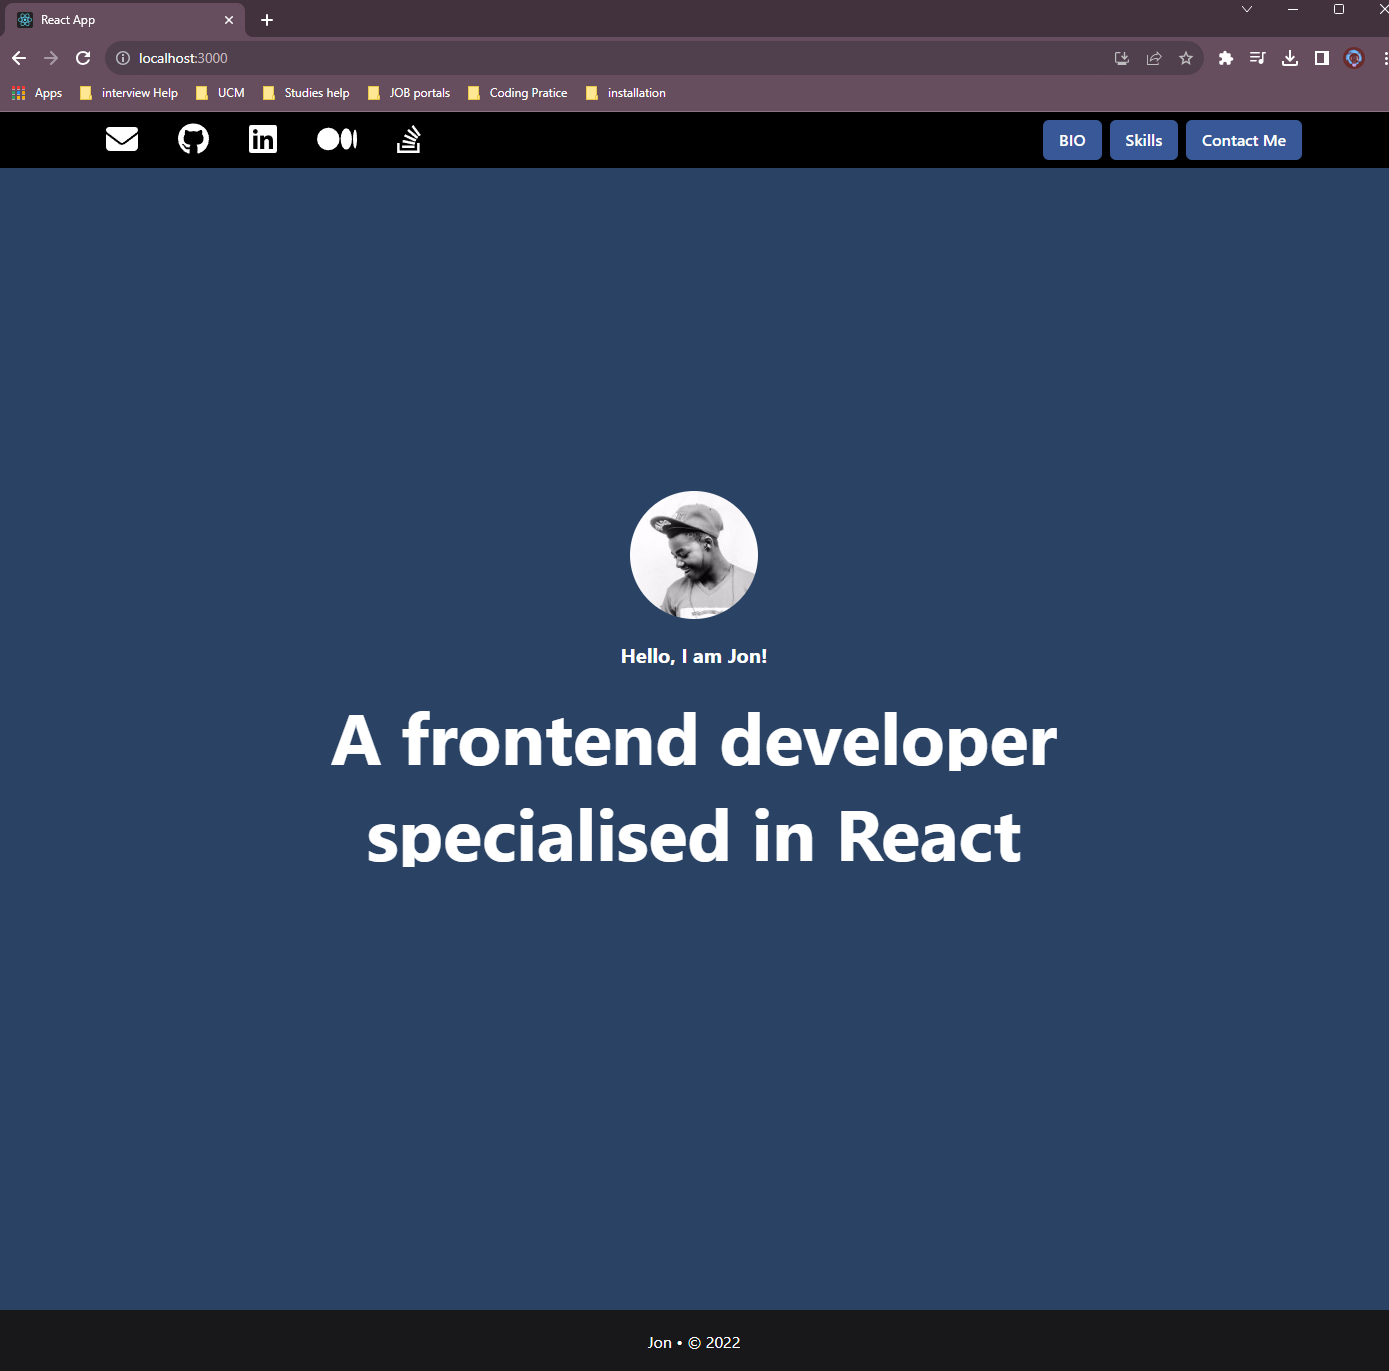 React App
localhost:3000
Apps interview Help UCM Studies help JOB portals Coding Pratice installation
in BIO Skills Contact Me
Hello, I am Jon!
A frontend developer
specialised in React
Jon • © 2022